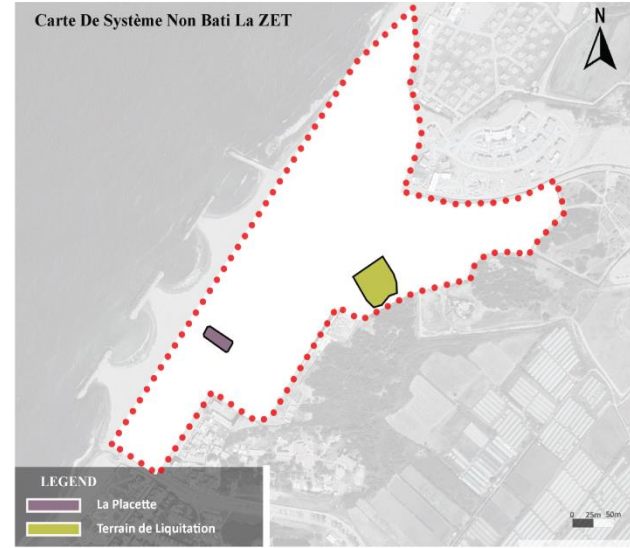 Carte De Système Non Bati La ZET
N
LEGEND
La Placette
Terrain de Liquitation
0 25m 50m